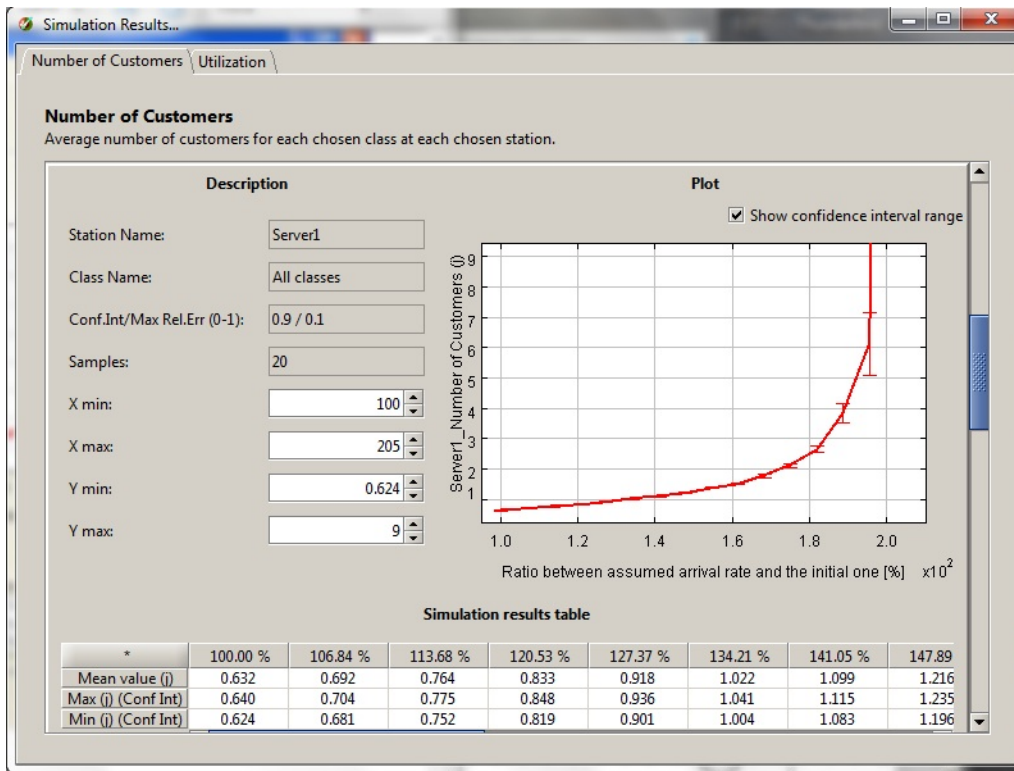 Simulation Results...
Number of Customers Utilization
Number of Customers
Average number of customers for each chosen class at each chosen station.
Description
Station Name: Server1
Class Name: All classes
Conf.Int/Max Rel.Err (0-1): 0.9 / 0.1
Samples: 20
X min: 100
X max: 205
Y min: 0.624
Y max: 9
Plot
Show confidence interval range
Server1_Number of Customers (j)
9
8
7
6
5
4
3
2
1
1.0 1.2 1.4 1.6 1.8 2.0
Ratio between assumed arrival rate and the initial one [%] x10^2
Simulation results table
* 100.00 % 106.84 % 113.68 % 120.53 % 127.37 % 134.21 % 141.05 % 147.89
Mean value (j) 0.632 0.692 0.764 0.833 0.918 1.022 1.099 1.216
Max (j) (Conf Int) 0.640 0.704 0.775 0.848 0.936 1.041 1.115 1.235
Min (j) (Conf Int) 0.624 0.681 0.752 0.819 0.901 1.004 1.083 1.196